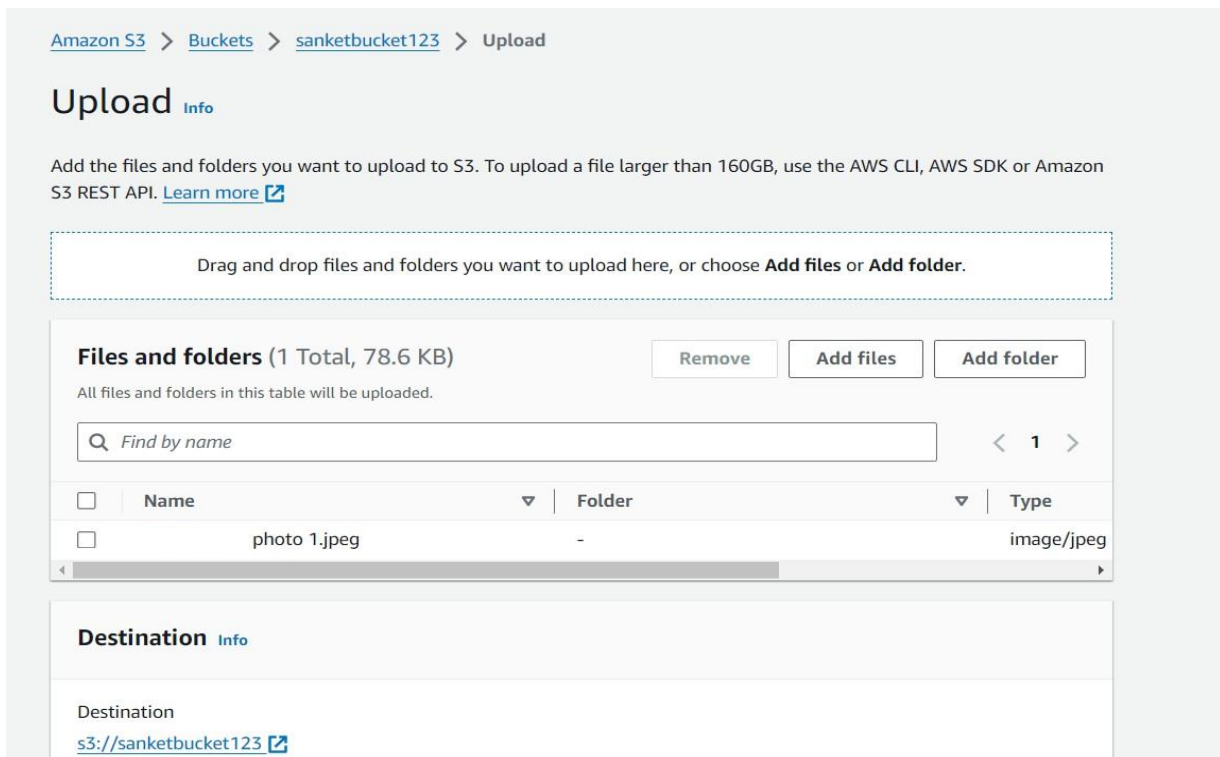 Amazon S3 > Buckets > sanketbucket123 > Upload
Upload Info
Add the files and folders you want to upload to S3. To upload a file larger than 160GB, use the AWS CLI, AWS SDK or Amazon
S3 REST API. Learn more
Drag and drop files and folders you want to upload here, or choose Add files or Add folder.
Files and folders (1 Total, 78.6 KB) Remove Add files Add folder
All files and folders in this table will be uploaded.
Find by name < 1 >
Name Folder Type
photo 1.jpeg - image/jpeg
Destination Info
Destination
s3://sanketbucket123